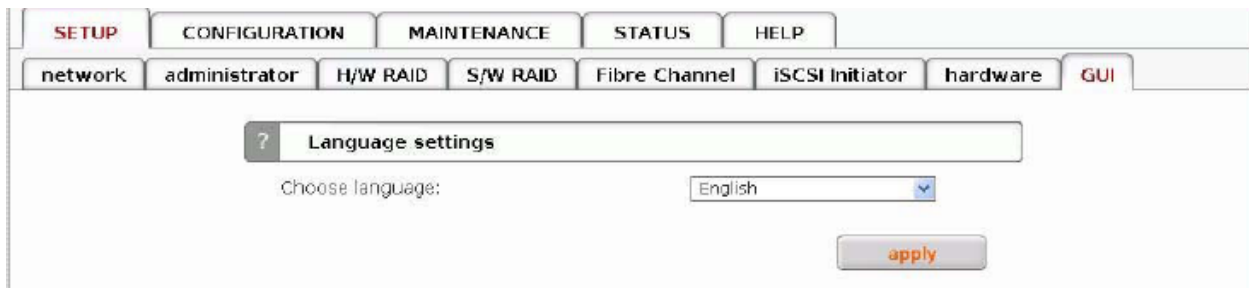 SETUP CONFIGURATION MAINTENANCE STATUS HELP
network administrator H/W RAID S/W RAID Fibre Channel iSCSI Initiator hardware GUI
? Language settings
Choose language: English
apply